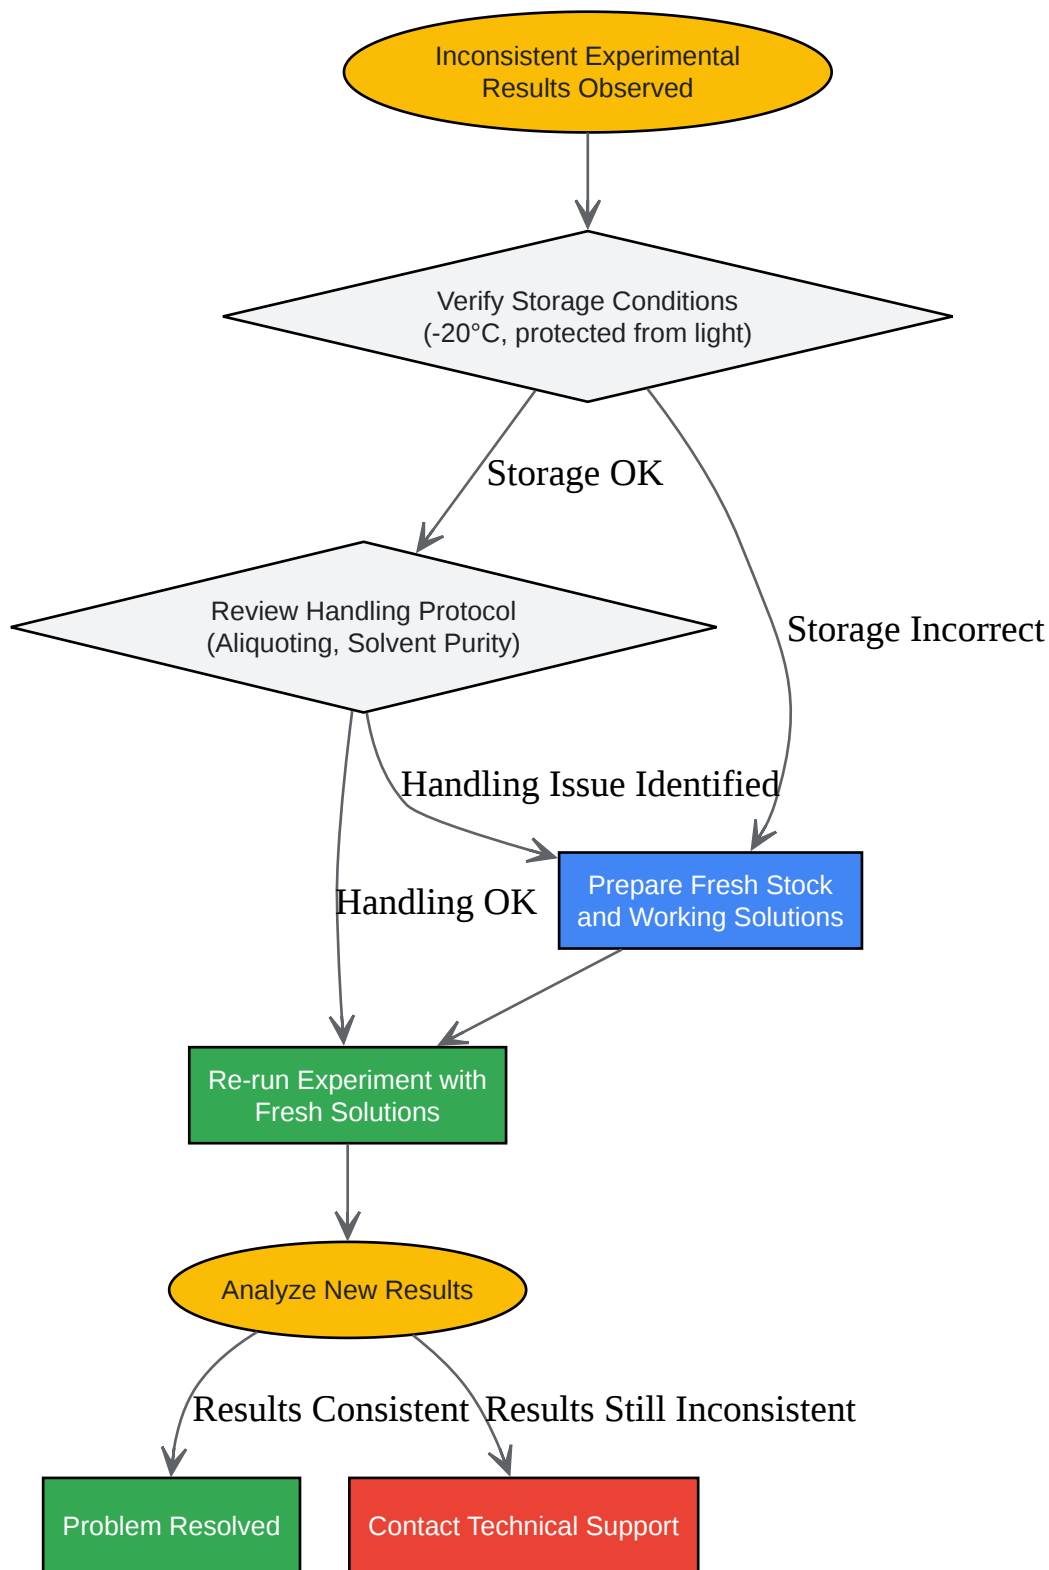 Inconsistent Experimental
Results Observed
Verify Storage Conditions
(-20°C, protected from light)
Storage OK
Review Handling Protocol
(Aliquoting, Solvent Purity)
Storage Incorrect
Handling Issue Identified
Prepare Fresh Stock
and Working Solutions
Handling OK
Re-run Experiment with
Fresh Solutions
Analyze New Results
Results Consistent
Results Still Inconsistent
Problem Resolved
Contact Technical Support